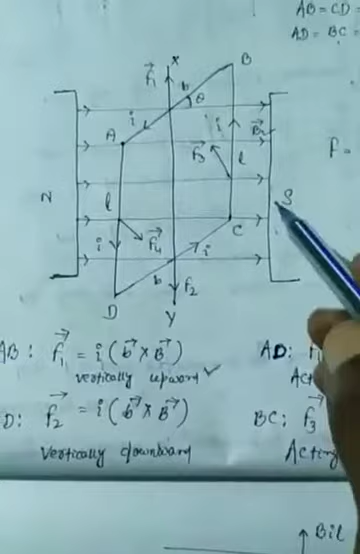 AB = CD =
AD = BC =
x
B
F₁→
b
θ
i
A
i
B→
F₃→
l
F =
N
S
l
i
F₄→
C
i
b
F₂→
D
Y
AB : F₁→ = i (b→ × B→)
vertically upward ✓
AD:
Act
D: F₂→ = i (b→ × B→)
BC: F₃→
vertically downward
Acting
↑ Bil